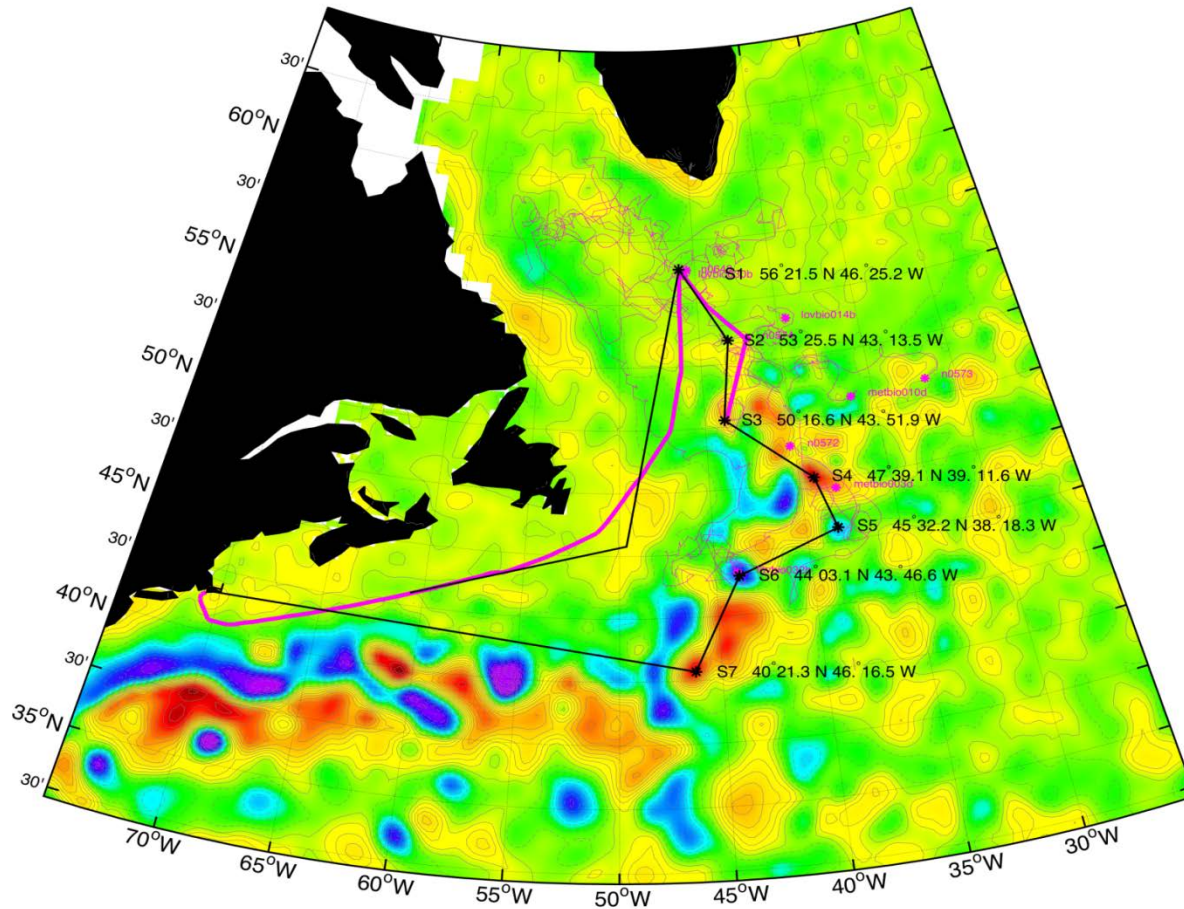 30'
60°N
30'
55°N
30'
50°N
30'
45°N
30'
40°N
30'
35°N
30'
S1 56°21.5 N 46.°25.2 W
lovbio014b
S2 53°25.5 N 43.°13.5 W
n0573
metbio010d
S3 50°16.6 N 43.°51.9 W
n0572
S4 47°39.1 N 39.°11.6 W
metbio003d
S5 45°32.2 N 38.°18.3 W
S6 44°03.1 N 43.°46.6 W
S7 40°21.3 N 46.°16.5 W
70°W
65°W
60°W
55°W
50°W
45°W
40°W
35°W
30°W